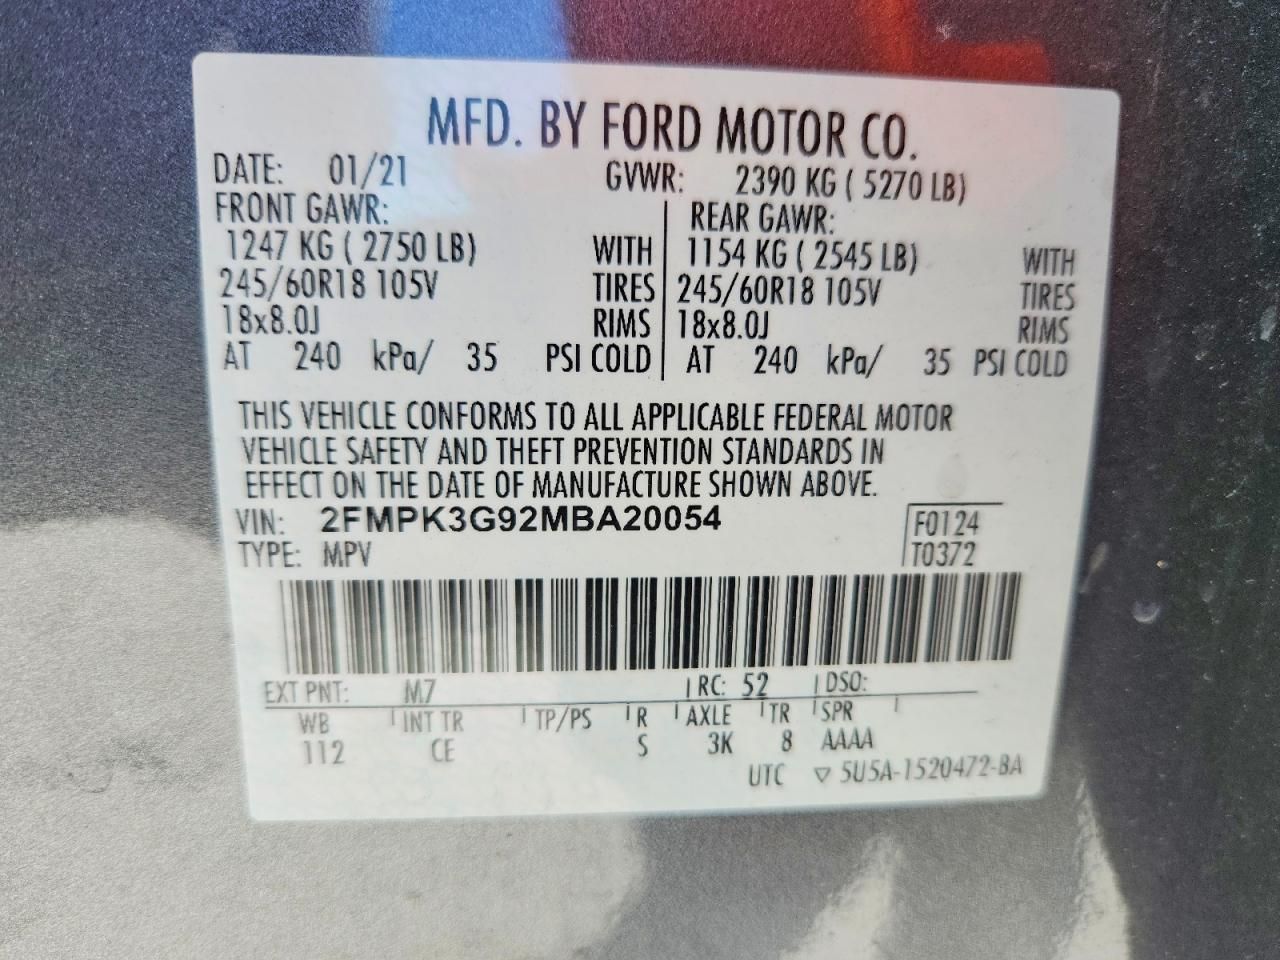 MFD. BY FORD MOTOR CO.
DATE: 01/21 GVWR: 2390 KG ( 5270 LB)
FRONT GAWR: REAR GAWR:
1247 KG ( 2750 LB) WITH 1154 KG ( 2545 LB) WITH
245/60R18 105V TIRES 245/60R18 105V TIRES
18x8.0J RIMS 18x8.0J RIMS
AT 240 kPa/ 35 PSI COLD AT 240 kPa/ 35 PSI COLD
THIS VEHICLE CONFORMS TO ALL APPLICABLE FEDERAL MOTOR
VEHICLE SAFETY AND THEFT PREVENTION STANDARDS IN
EFFECT ON THE DATE OF MANUFACTURE SHOWN ABOVE.
VIN: 2FMPK3G92MBA20054 F0124
TYPE: MPV T0372
EXT PNT: M7 RC: 52 DSO:
WB INT TR TP/PS R AXLE TR SPR
112 CE S 3K 8 AAAA
UTC ▽ 5U5A-1520472-BA